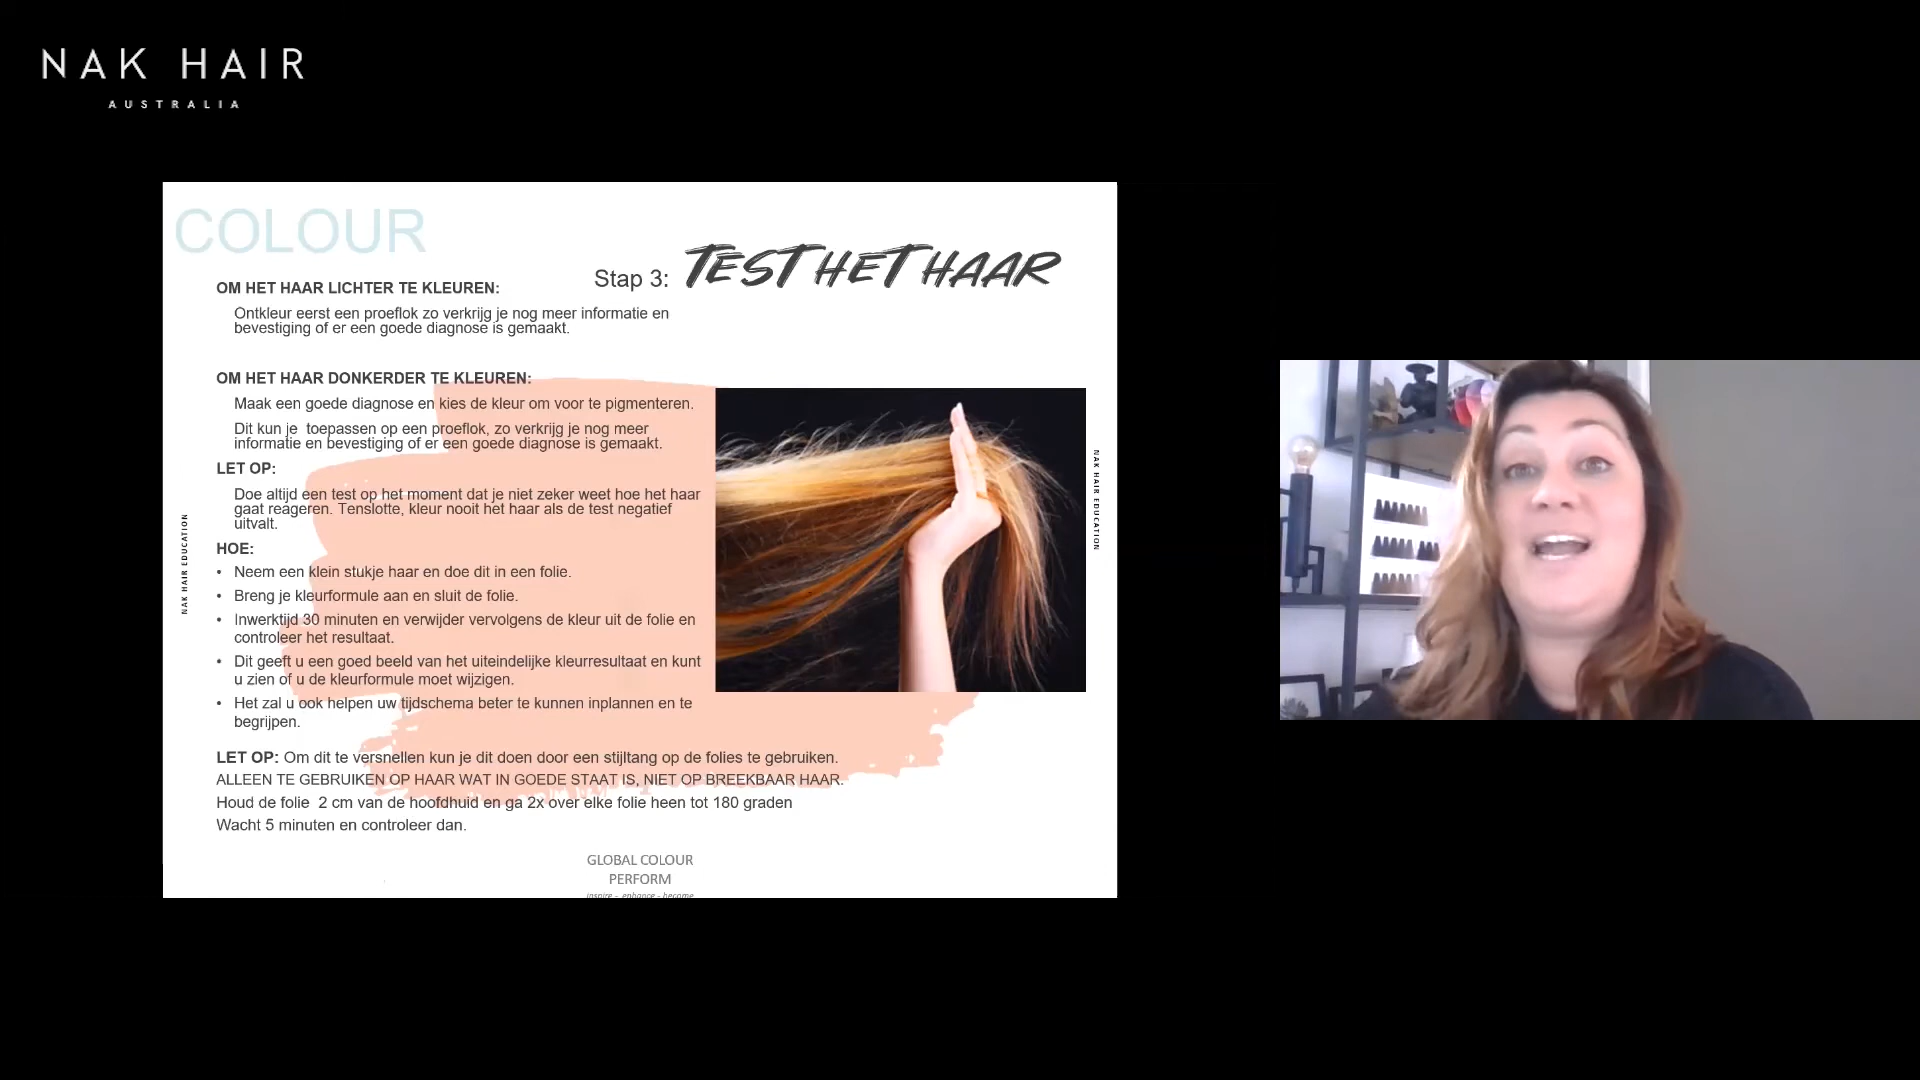 NAK HAIR
AUSTRALIA
COLOUR
Stap 3: TEST HET HAAR
OM HET HAAR LICHTER TE KLEUREN:
Ontkleur eerst een proeflok zo verkrijg je nog meer informatie en
bevestiging of er een goede diagnose is gemaakt.
OM HET HAAR DONKERDER TE KLEUREN:
Maak een goede diagnose en kies de kleur om voor te pigmenteren.
Dit kun je toepassen op een proeflok, zo verkrijg je nog meer
informatie en bevestiging of er een goede diagnose is gemaakt.
LET OP:
Doe altijd een test op het moment dat je niet zeker weet hoe het haar
gaat reageren. Tenslotte, kleur nooit het haar als de test negatief
uitvalt.
HOE:
• Neem een klein stukje haar en doe dit in een folie.
• Breng je kleurformule aan en sluit de folie.
• Inwerktijd 30 minuten en verwijder vervolgens de kleur uit de folie en
controleer het resultaat.
• Dit geeft u een goed beeld van het uiteindelijke kleurresultaat en kunt
u zien of u de kleurformule moet wijzigen.
• Het zal u ook helpen uw tijdschema beter te kunnen inplannen en te
begrijpen.
LET OP: Om dit te versnellen kun je dit doen door een stijltang op de folies te gebruiken.
ALLEEN TE GEBRUIKEN OP HAAR WAT IN GOEDE STAAT IS, NIET OP BREEKBAAR HAAR.
Houd de folie 2 cm van de hoofdhuid en ga 2x over elke folie heen tot 180 graden
Wacht 5 minuten en controleer dan.
GLOBAL COLOUR
PERFORM
inspire - enhance - become
NAK HAIR EDUCATION
NAK HAIR EDUCATION